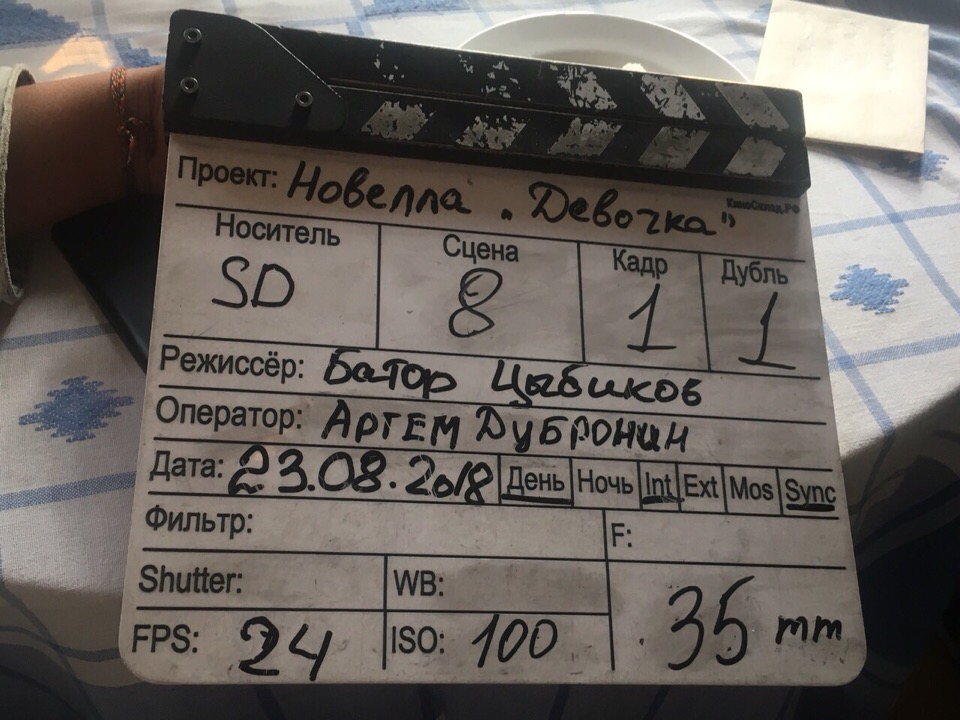 Проект: Новелла „Девочка"
КиноСклад.РФ
Носитель Сцена Кадр Дубль
SD 8 1 1
Режиссёр: Батор Цыбиков
Оператор: Артем Дубронин
Дата: 23.08.2018 День Ночь Int Ext Mos Sync
Фильтр: F:
Shutter: WB:
35 mm
FPS: 24 ISO: 100